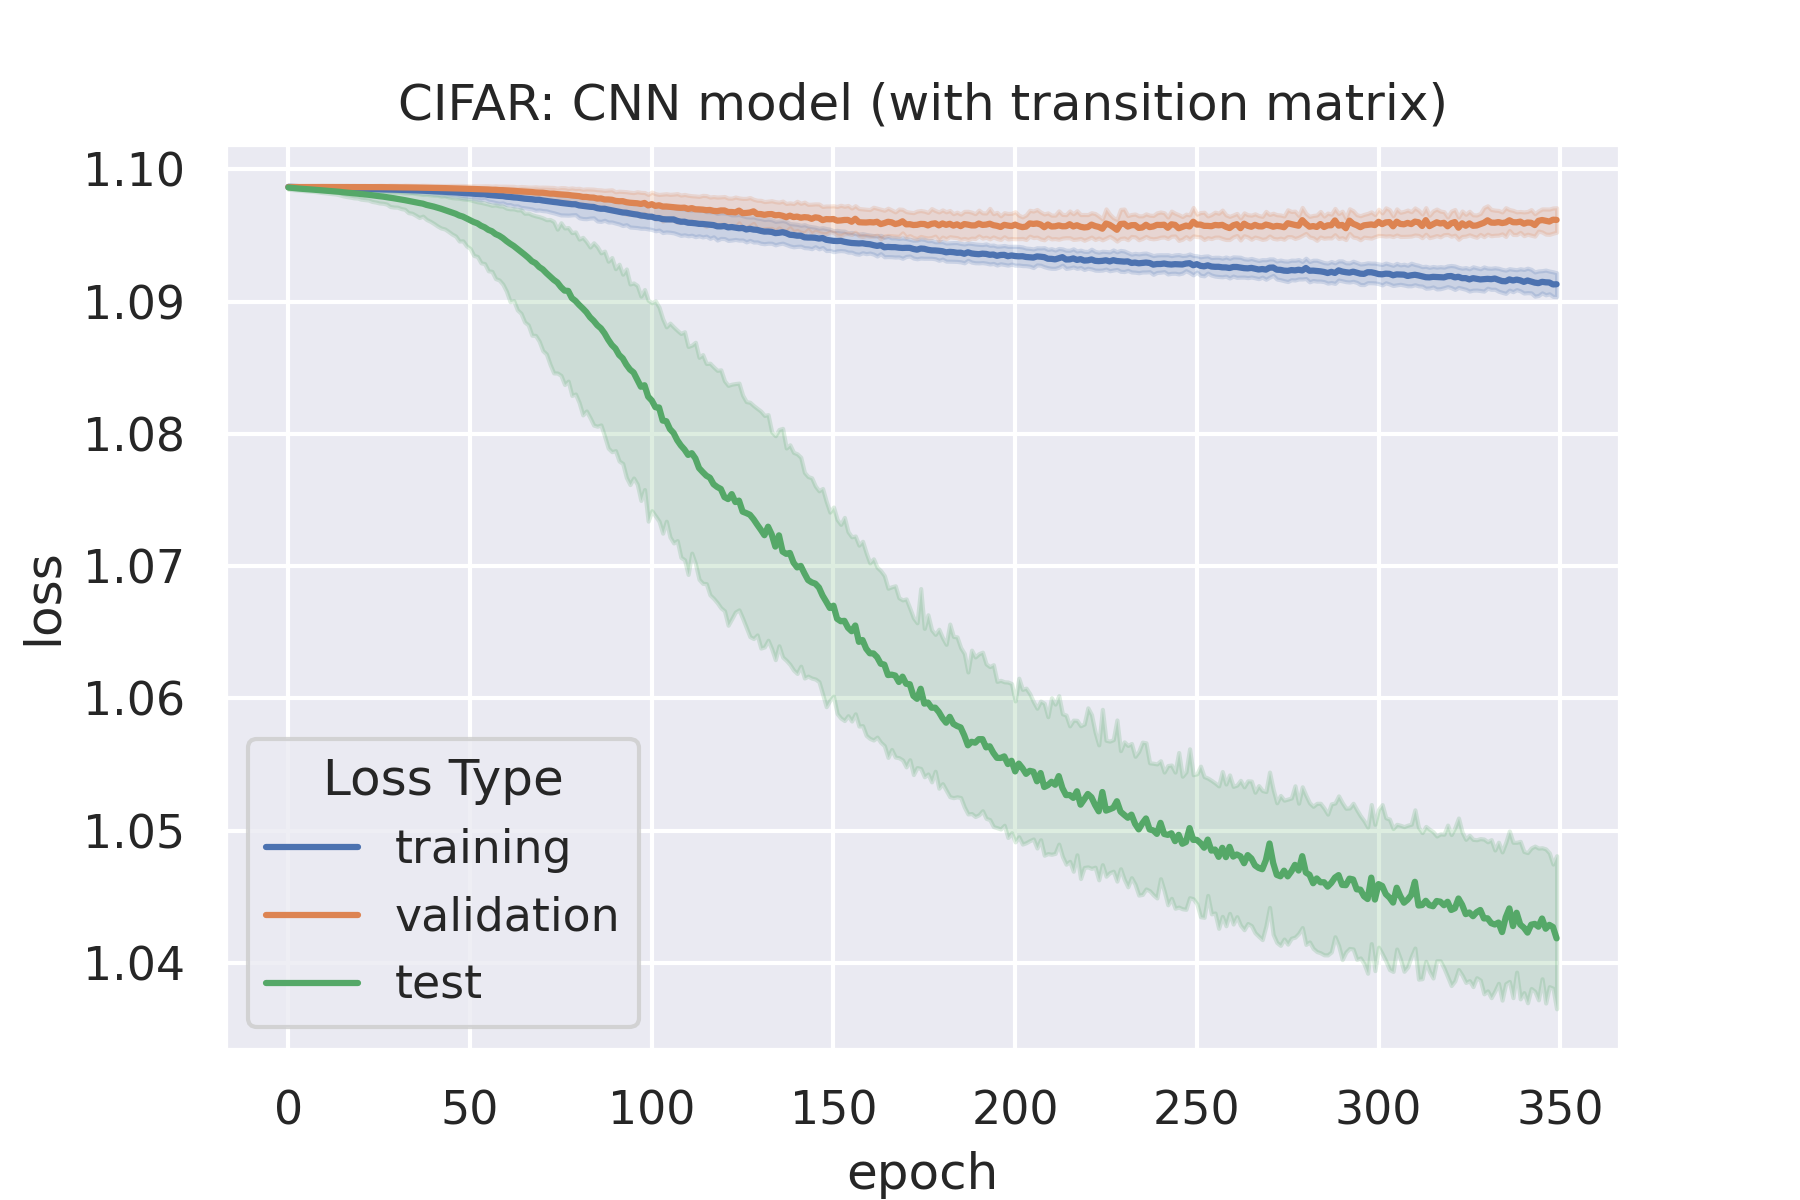 CIFAR: CNN model (with transition matrix)
1.10
1.09
1.08
1.07
1.06
1.05
1.04
loss
Loss Type
training
validation
test
0 50 100 150 200 250 300 350
epoch